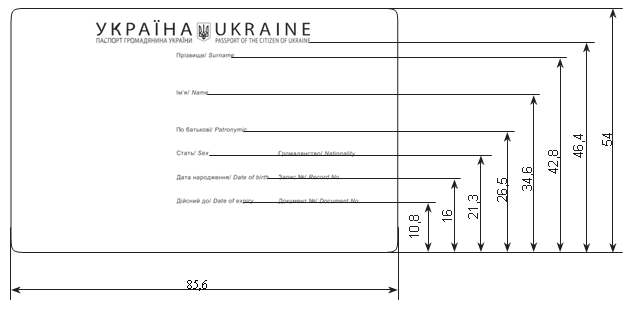 УКРАЇНА UKRAINE
ПАСПОРТ ГРОМАДЯНИНА УКРАЇНИ PASSPORT OF THE CITIZEN OF UKRAINE
Прізвище/ Surname
Ім'я/ Name
По батькові/ Patronymic
Стать/ Sex Громадянство/ Nationality
Дата народження/ Date of birth Запис №/ Record No.
Дійсний до/ Date of expiry Документ №/ Document No.
10,8
16
21,3
26,5
34,6
42,8
46,4
54
85,6